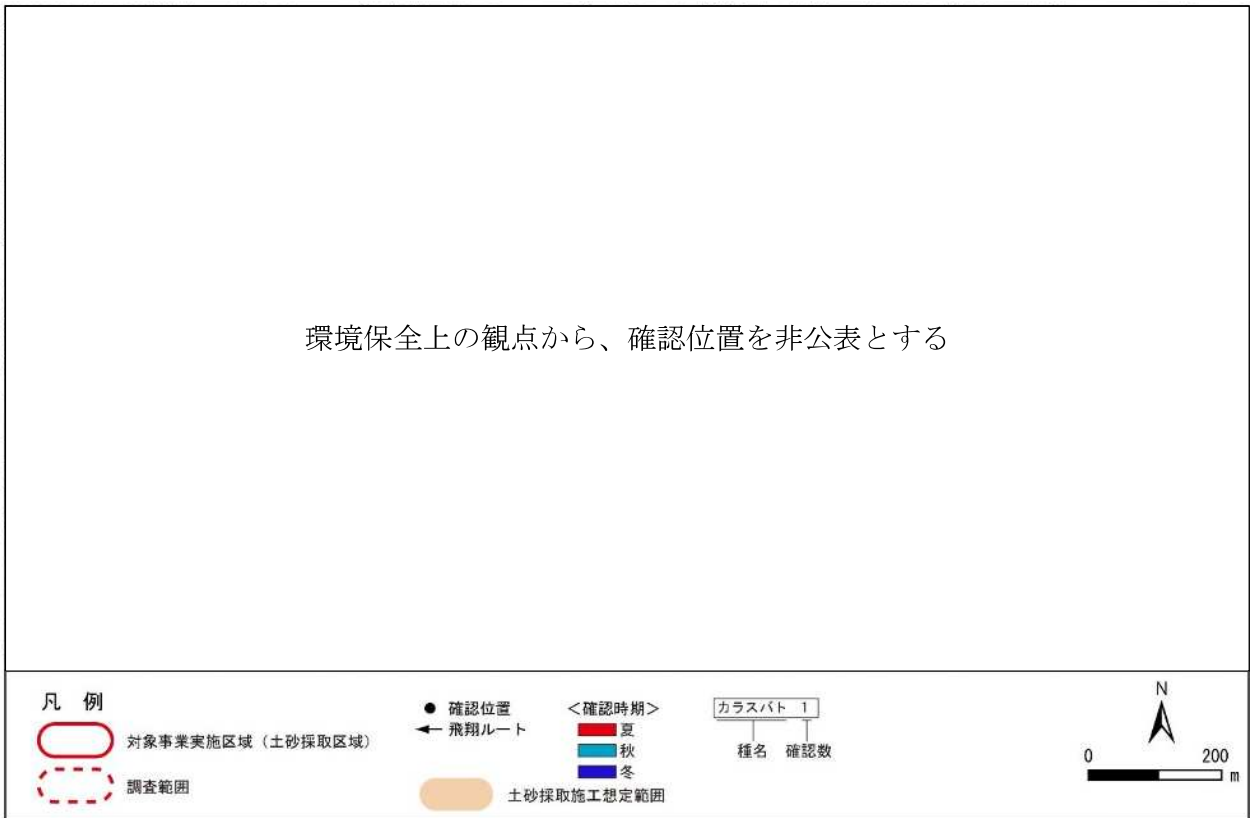 環境保全上の観点から、確認位置を非公表とする
凡 例
対象事業実施区域（土砂採取区域）
調査範囲
確認位置
飛翔ルート
土砂採取施工想定範囲
＜確認時期＞
夏
秋
冬
カラスバト 1
種名 確認数
N
0 200
m